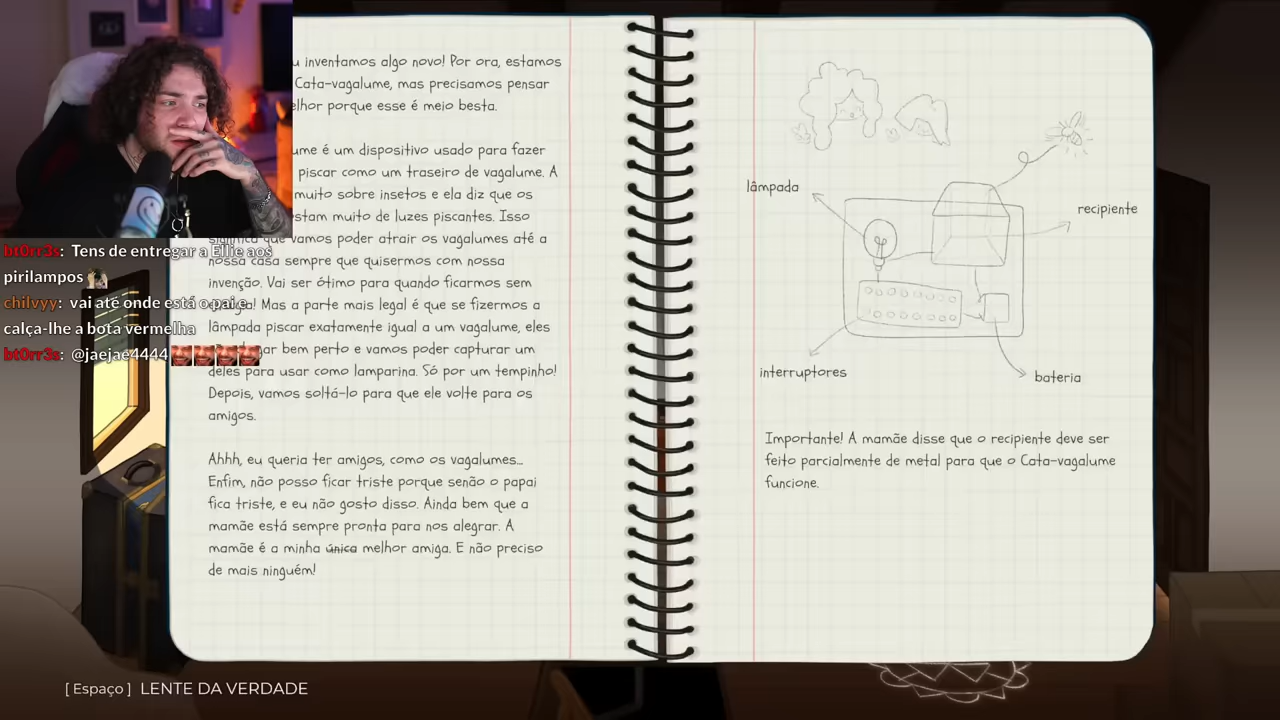 u inventamos algo novo! Por ora, estamos
Cata-vagalume, mas precisamos pensar
elhor porque esse é meio besta.
ume é um dispositivo usado para fazer
piscar como um traseiro de vagalume. A
muito sobre insetos e ela diz que os
stam muito de luzes piscantes. Isso
significa que vamos poder atrair os vagalumes até a
nossa casa sempre que quisermos com nossa
invenção. Vai ser ótimo para quando ficarmos sem
energia! Mas a parte mais legal é que se fizermos a
lâmpada piscar exatamente igual a um vagalume, eles
vão chegar bem perto e vamos poder capturar um
deles para usar como lamparina. Só por um tempinho!
Depois, vamos soltá-lo para que ele volte para os
amigos.
Ahhh, eu queria ter amigos, como os vagalumes...
Enfim, não posso ficar triste porque senão o papai
fica triste, e eu não gosto disso. Ainda bem que a
mamãe está sempre pronta para nos alegrar. A
mamãe é a minha única melhor amiga. E não preciso
de mais ninguém!
lâmpada
recipiente
interruptores
bateria
Importante! A mamãe disse que o recipiente deve ser
feito parcialmente de metal para que o Cata-vagalume
funcione.
bt0rr3s: Tens de entregar a Ellie aos
pirilampos
chilvyy: vai até onde está o pai e
calça-lhe a bota vermelha
bt0rr3s: @jaejae4444
[ Espaço ] LENTE DA VERDADE